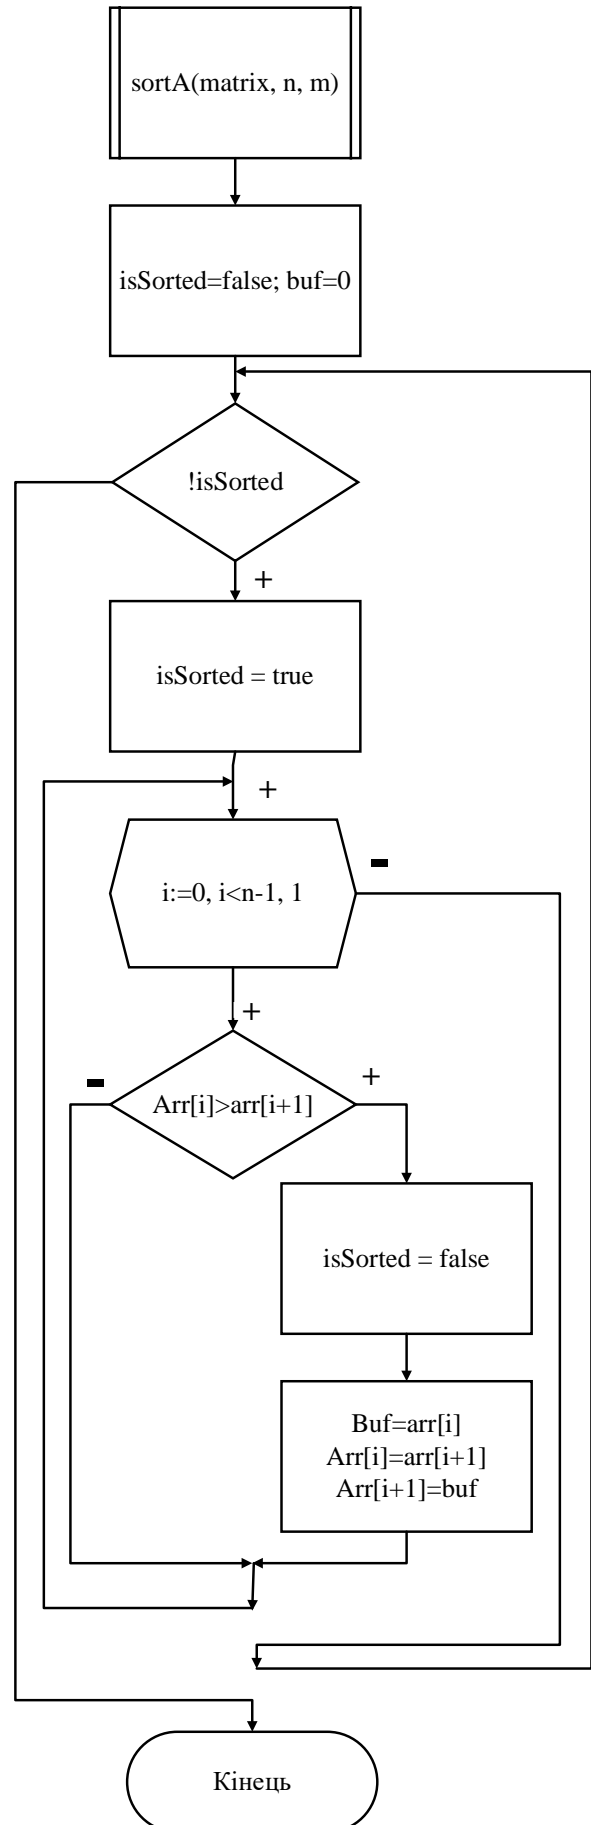 sortA(matrix, n, m)
isSorted=false; buf=0
!isSorted
+
isSorted = true
+
i:=0, i<n-1, 1
-
+
-
Arr[i]>arr[i+1]
+
isSorted = false
Buf=arr[i]
Arr[i]=arr[i+1]
Arr[i+1]=buf
Кінець